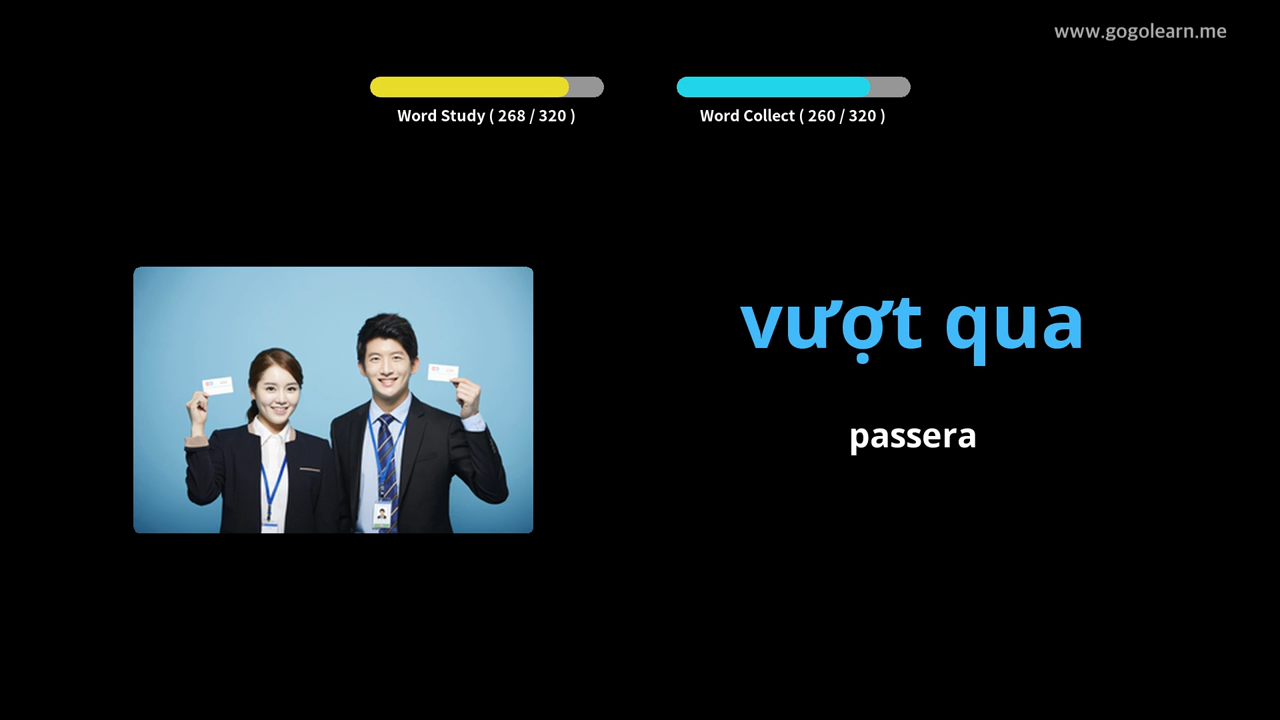 www.gogolearn.me
Word Study ( 268 / 320 )
Word Collect ( 260 / 320 )
vượt qua
passera